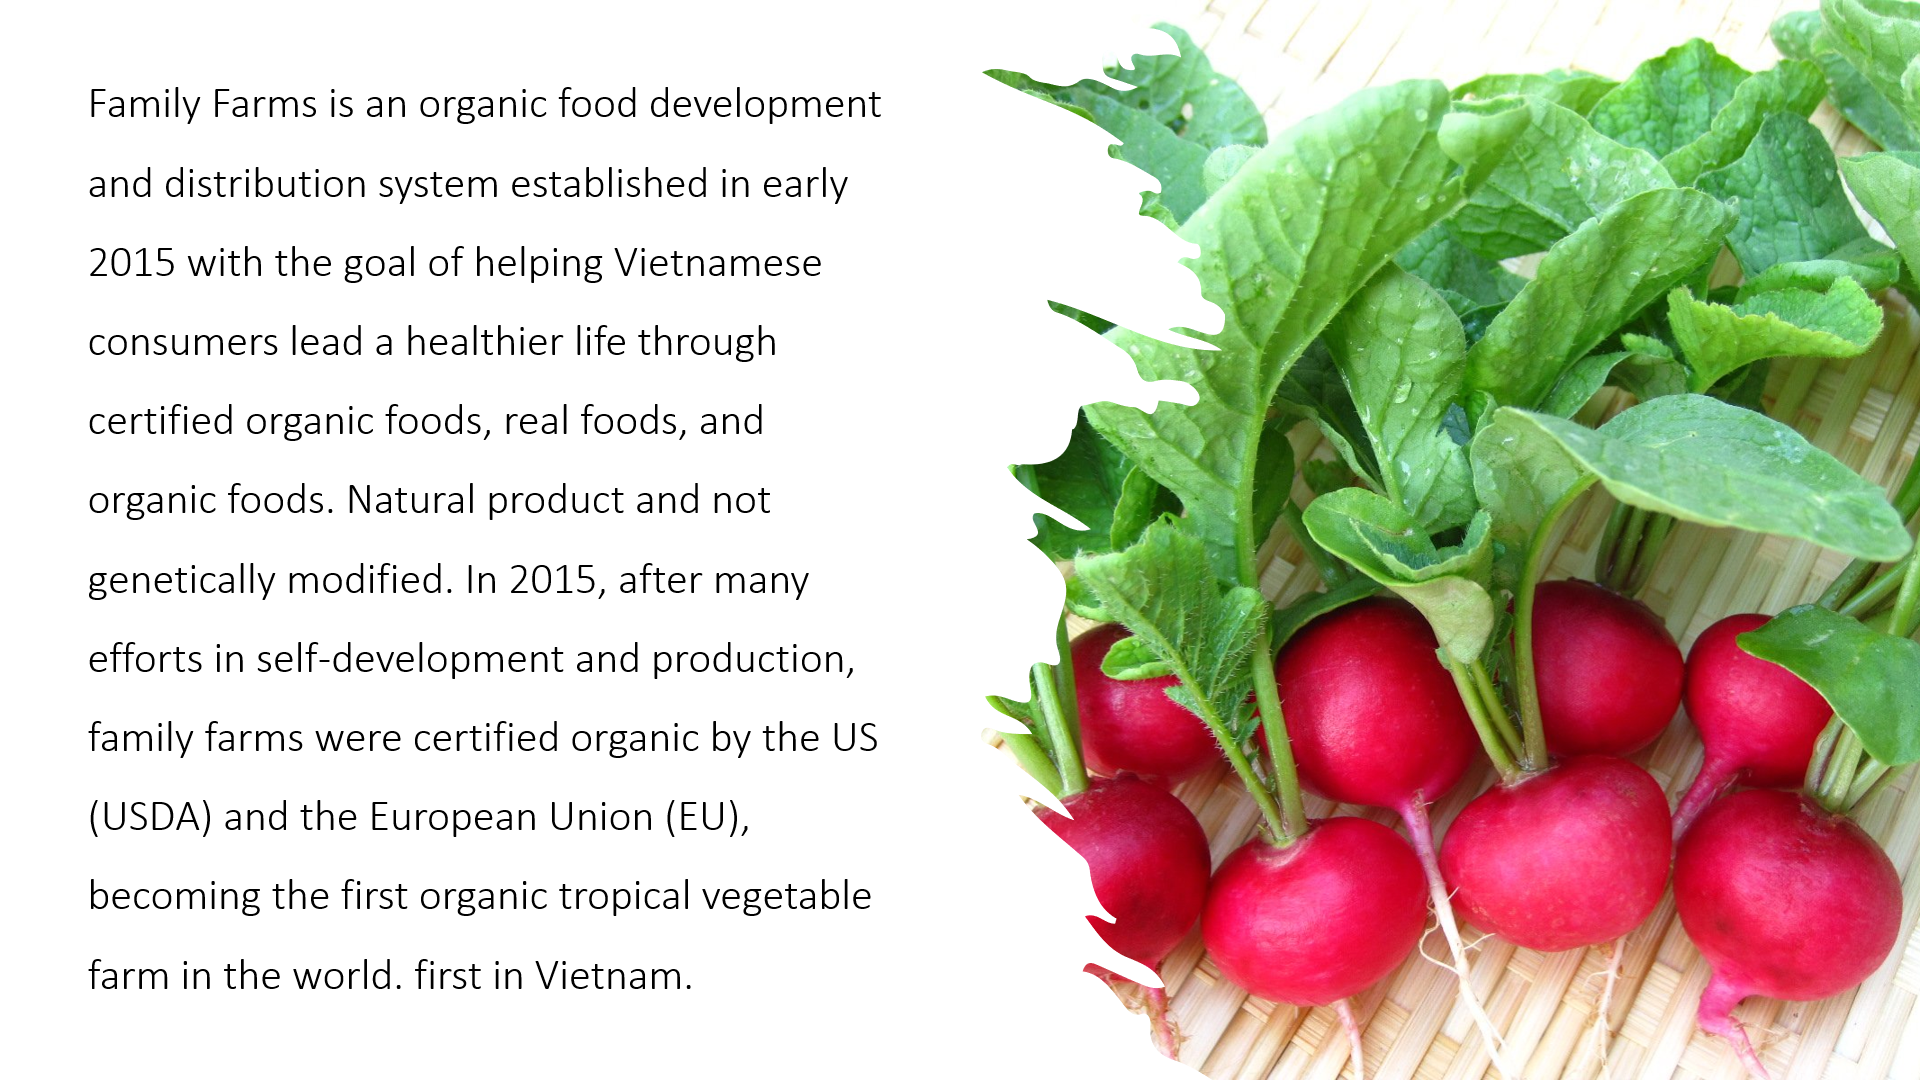 Family Farms is an organic food development
and distribution system established in early
2015 with the goal of helping Vietnamese
consumers lead a healthier life through
certified organic foods, real foods, and
organic foods. Natural product and not
genetically modified. In 2015, after many
efforts in self-development and production,
family farms were certified organic by the US
(USDA) and the European Union (EU),
becoming the first organic tropical vegetable
farm in the world. first in Vietnam.